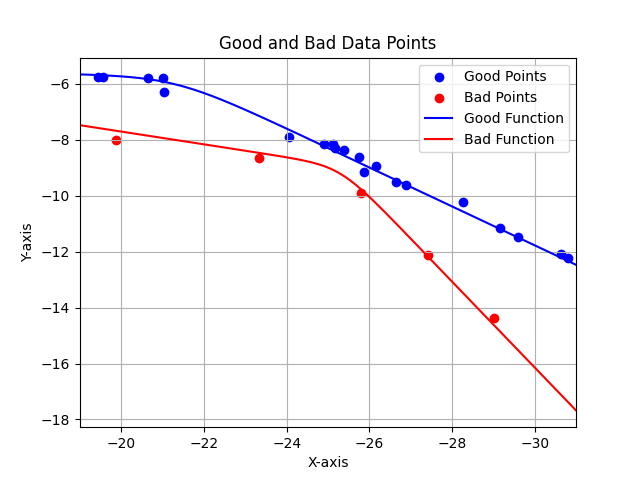 Good and Bad Data Points
Good Points
Bad Points
Good Function
Bad Function
Y-axis
−6
−8
−10
−12
−14
−16
−18
−20
−22
−24
−26
−28
−30
X-axis